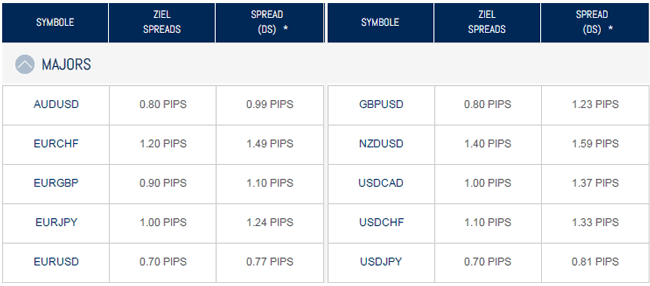 SYMBOLE ZIEL SPREADS SPREAD (DS) * SYMBOLE ZIEL SPREADS SPREAD (DS) *
MAJORS
AUDUSD 0.80 PIPS 0.99 PIPS GBPUSD 0.80 PIPS 1.23 PIPS
EURCHF 1.20 PIPS 1.49 PIPS NZDUSD 1.40 PIPS 1.59 PIPS
EURGBP 0.90 PIPS 1.10 PIPS USDCAD 1.00 PIPS 1.37 PIPS
EURJPY 1.00 PIPS 1.24 PIPS USDCHF 1.10 PIPS 1.33 PIPS
EURUSD 0.70 PIPS 0.77 PIPS USDJPY 0.70 PIPS 0.81 PIPS